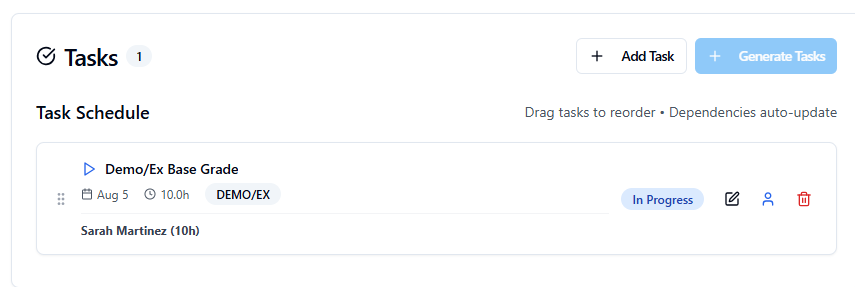 Tasks 1
+ Add Task
+ Generate Tasks
Task Schedule
Drag tasks to reorder • Dependencies auto-update
Demo/Ex Base Grade
Aug 5 10.0h DEMO/EX
In Progress
Sarah Martinez (10h)